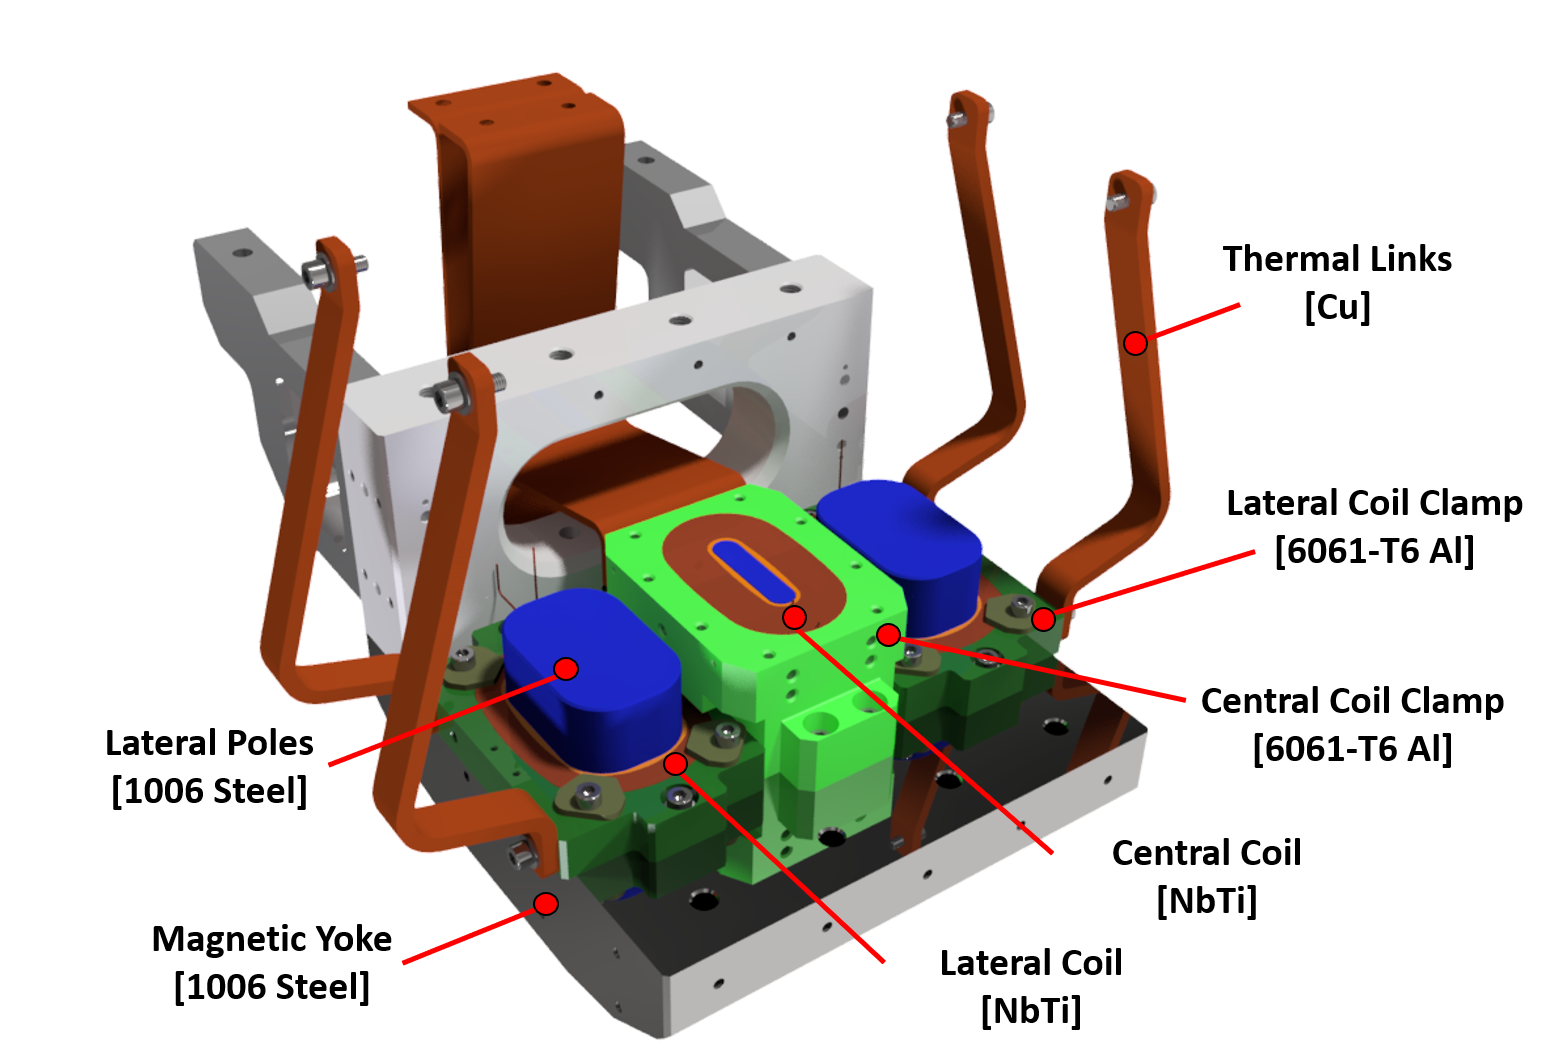 Thermal Links
[Cu]
Lateral Coil Clamp
[6061-T6 Al]
Central Coil Clamp
[6061-T6 Al]
Lateral Poles
[1006 Steel]
Central Coil
[NbTi]
Magnetic Yoke
[1006 Steel]
Lateral Coil
[NbTi]